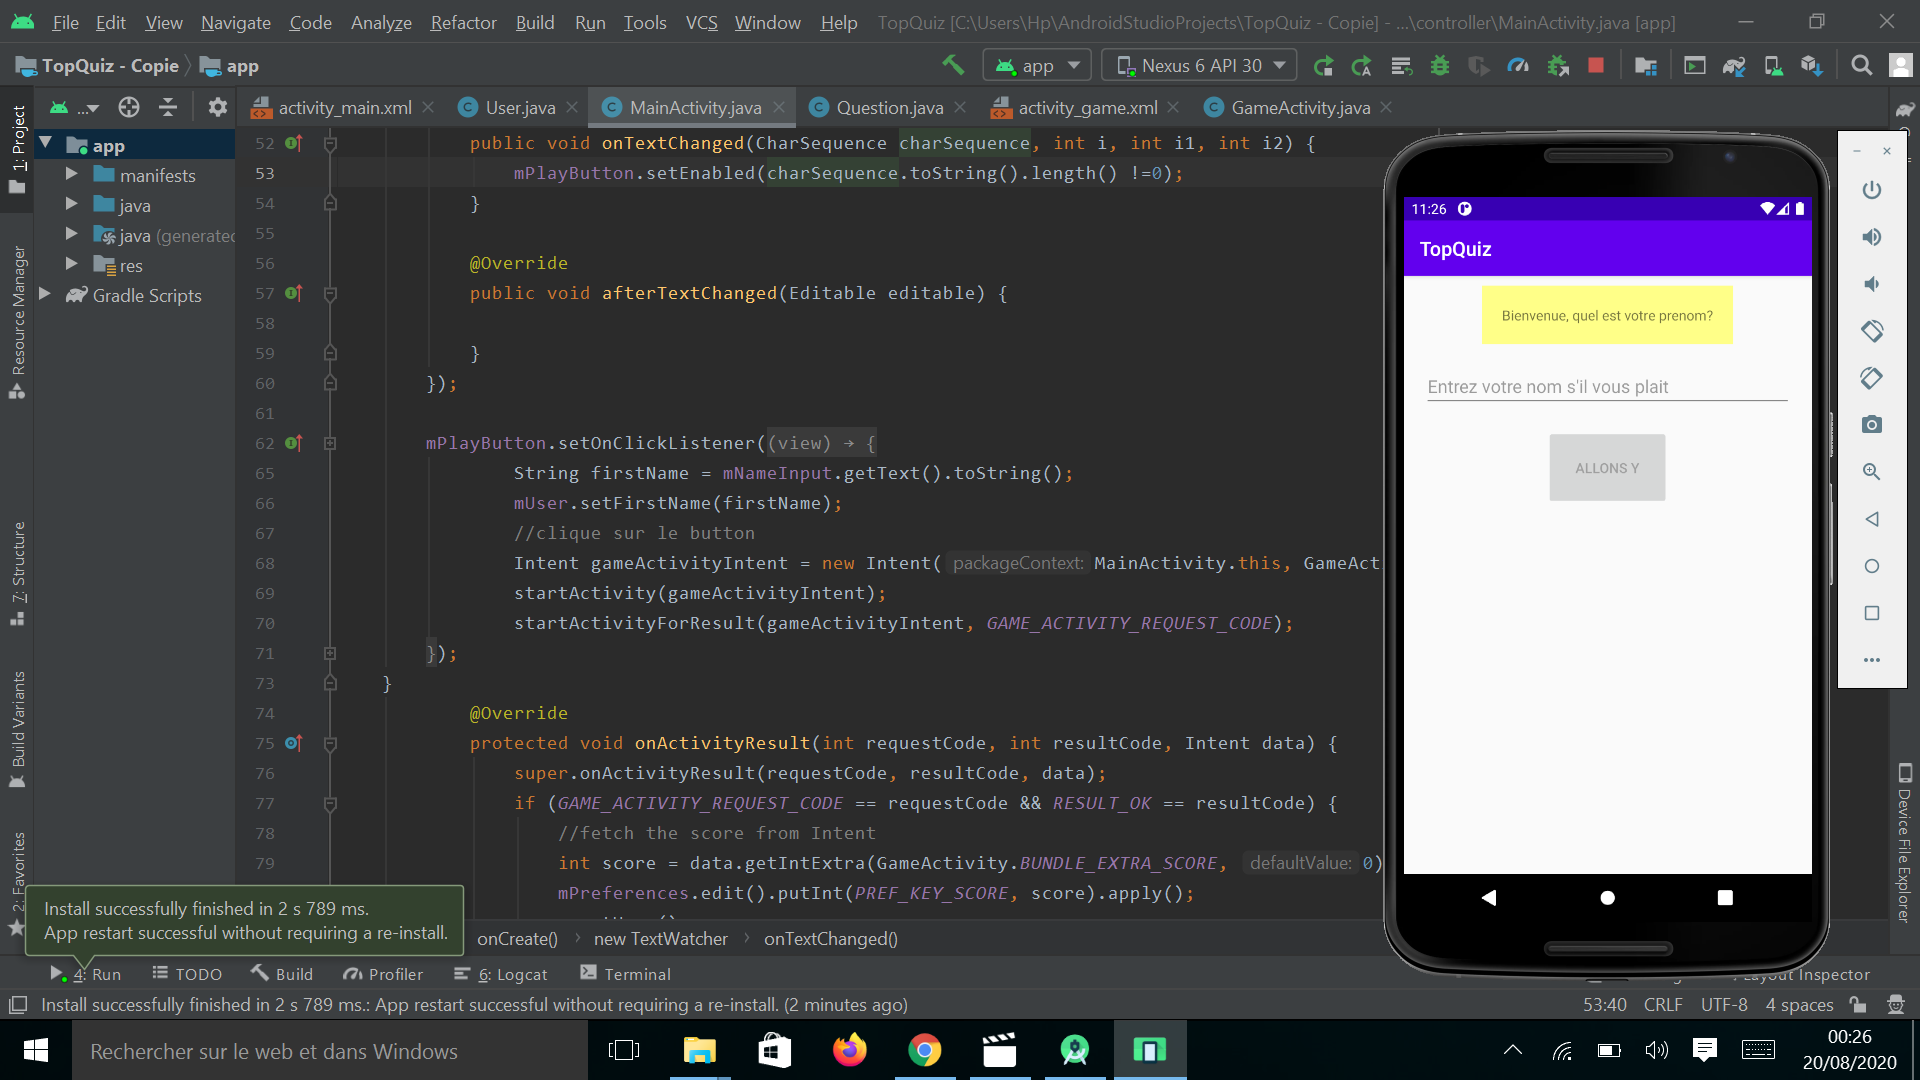 File Edit View Navigate Code Analyze Refactor Build Run Tools VCS Window Help TopQuiz [C:\Users\Hp\AndroidStudioProjects\TopQuiz - Copie] - ...\controller\MainActivity.java [app]
TopQuiz - Copie app app Nexus 6 API 30
... activity_main.xml User.java MainActivity.java Question.java activity_game.xml GameActivity.java
1: Project
Resource Manager
7: Structure
Build Variants
2: Favorites
app
manifests
java
java (generated
res
Gradle Scripts
52 public void onTextChanged(CharSequence charSequence, int i, int i1, int i2) {
53 mPlayButton.setEnabled(charSequence.toString().length() !=0);
54 }
55
56 @Override
57 public void afterTextChanged(Editable editable) {
58
59 }
60 });
61
62 mPlayButton.setOnClickListener((view) → {
65 String firstName = mNameInput.getText().toString();
66 mUser.setFirstName(firstName);
67 //clique sur le button
68 Intent gameActivityIntent = new Intent( packageContext: MainActivity.this, GameAct
69 startActivity(gameActivityIntent);
70 startActivityForResult(gameActivityIntent, GAME_ACTIVITY_REQUEST_CODE);
71 });
73 }
74 @Override
75 protected void onActivityResult(int requestCode, int resultCode, Intent data) {
76 super.onActivityResult(requestCode, resultCode, data);
77 if (GAME_ACTIVITY_REQUEST_CODE == requestCode && RESULT_OK == resultCode) {
78 //fetch the score from Intent
79 int score = data.getIntExtra(GameActivity.BUNDLE_EXTRA_SCORE, defaultValue: 0)
mPreferences.edit().putInt(PREF_KEY_SCORE, score).apply();
11:26
TopQuiz
Bienvenue, quel est votre prenom?
Entrez votre nom s'il vous plait
ALLONS Y
Device File Explorer
Install successfully finished in 2 s 789 ms.
App restart successful without requiring a re-install.
onCreate() new TextWatcher onTextChanged()
4: Run TODO Build Profiler 6: Logcat Terminal Layout Inspector
Install successfully finished in 2 s 789 ms.: App restart successful without requiring a re-install. (2 minutes ago) 53:40 CRLF UTF-8 4 spaces
Rechercher sur le web et dans Windows
00:26
20/08/2020